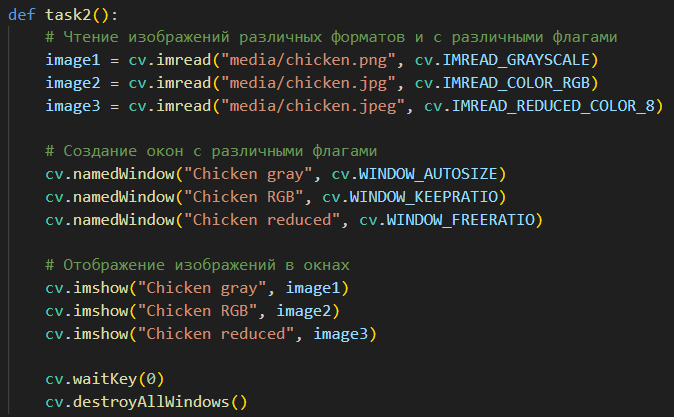 def task2():
# Чтение изображений различных форматов и с различными флагами
image1 = cv.imread("media/chicken.png", cv.IMREAD_GRAYSCALE)
image2 = cv.imread("media/chicken.jpg", cv.IMREAD_COLOR_RGB)
image3 = cv.imread("media/chicken.jpeg", cv.IMREAD_REDUCED_COLOR_8)
# Создание окон с различными флагами
cv.namedWindow("Chicken gray", cv.WINDOW_AUTOSIZE)
cv.namedWindow("Chicken RGB", cv.WINDOW_KEEPRATIO)
cv.namedWindow("Chicken reduced", cv.WINDOW_FREERATIO)
# Отображение изображений в окнах
cv.imshow("Chicken gray", image1)
cv.imshow("Chicken RGB", image2)
cv.imshow("Chicken reduced", image3)
cv.waitKey(0)
cv.destroyAllWindows()